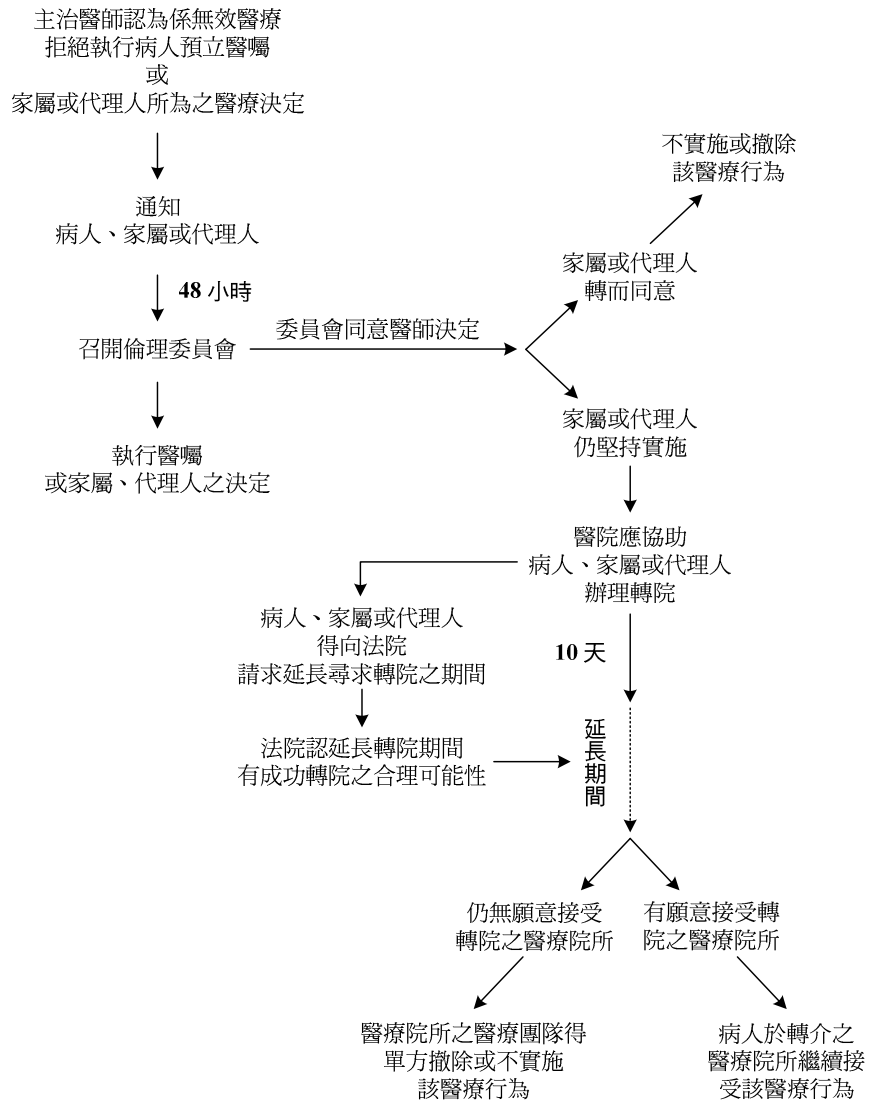 主治醫師認為係無效醫療
拒絕執行病人預立醫囑
或
家屬或代理人所為之醫療決定
通知
病人、家屬或代理人
48 小時
召開倫理委員會
執行醫囑
或家屬、代理人之決定
委員會同意醫師決定
不實施或撤除
該醫療行為
家屬或代理人
轉而同意
家屬或代理人
仍堅持實施
醫院應協助
病人、家屬或代理人
辦理轉院
病人、家屬或代理人
得向法院
請求延長尋求轉院之期間
10 天
法院認延長轉院期間
有成功轉院之合理可能性
延長期間
仍無願意接受
轉院之醫療院所
有願意接受轉
院之醫療院所
醫療院所之醫療團隊得
單方撤除或不實施
該醫療行為
病人於轉介之
醫療院所繼續接
受該醫療行為